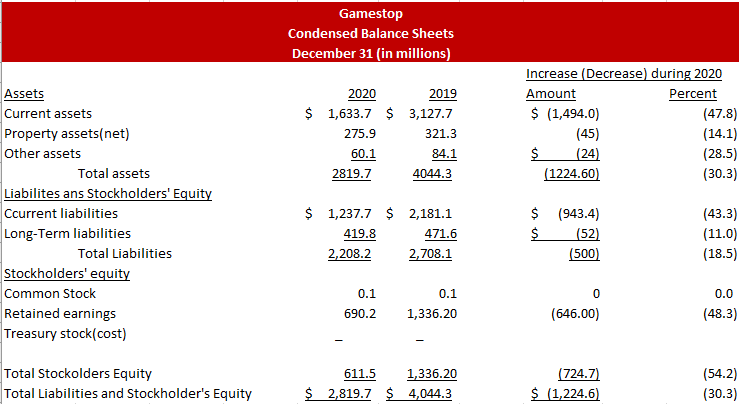 Gamestop
Condensed Balance Sheets
December 31 (in millions)
Increase (Decrease) during 2020
Assets 2020 2019 Amount Percent
Current assets $ 1,633.7 $ 3,127.7 $ (1,494.0) (47.8)
Property assets(net) 275.9 321.3 (45) (14.1)
Other assets 60.1 84.1 $ (24) (28.5)
Total assets 2819.7 4044.3 (1224.60) (30.3)
Liabilites ans Stockholders' Equity
Ccurrent liabilities $ 1,237.7 $ 2,181.1 $ (943.4) (43.3)
Long-Term liabilities 419.8 471.6 $ (52) (11.0)
Total Liabilities 2,208.2 2,708.1 (500) (18.5)
Stockholders' equity
Common Stock 0.1 0.1 0 0.0
Retained earnings 690.2 1,336.20 (646.00) (48.3)
Treasury stock(cost) – –
Total Stockolders Equity 611.5 1,336.20 (724.7) (54.2)
Total Liabilities and Stockholder's Equity $ 2,819.7 $ 4,044.3 $ (1,224.6) (30.3)